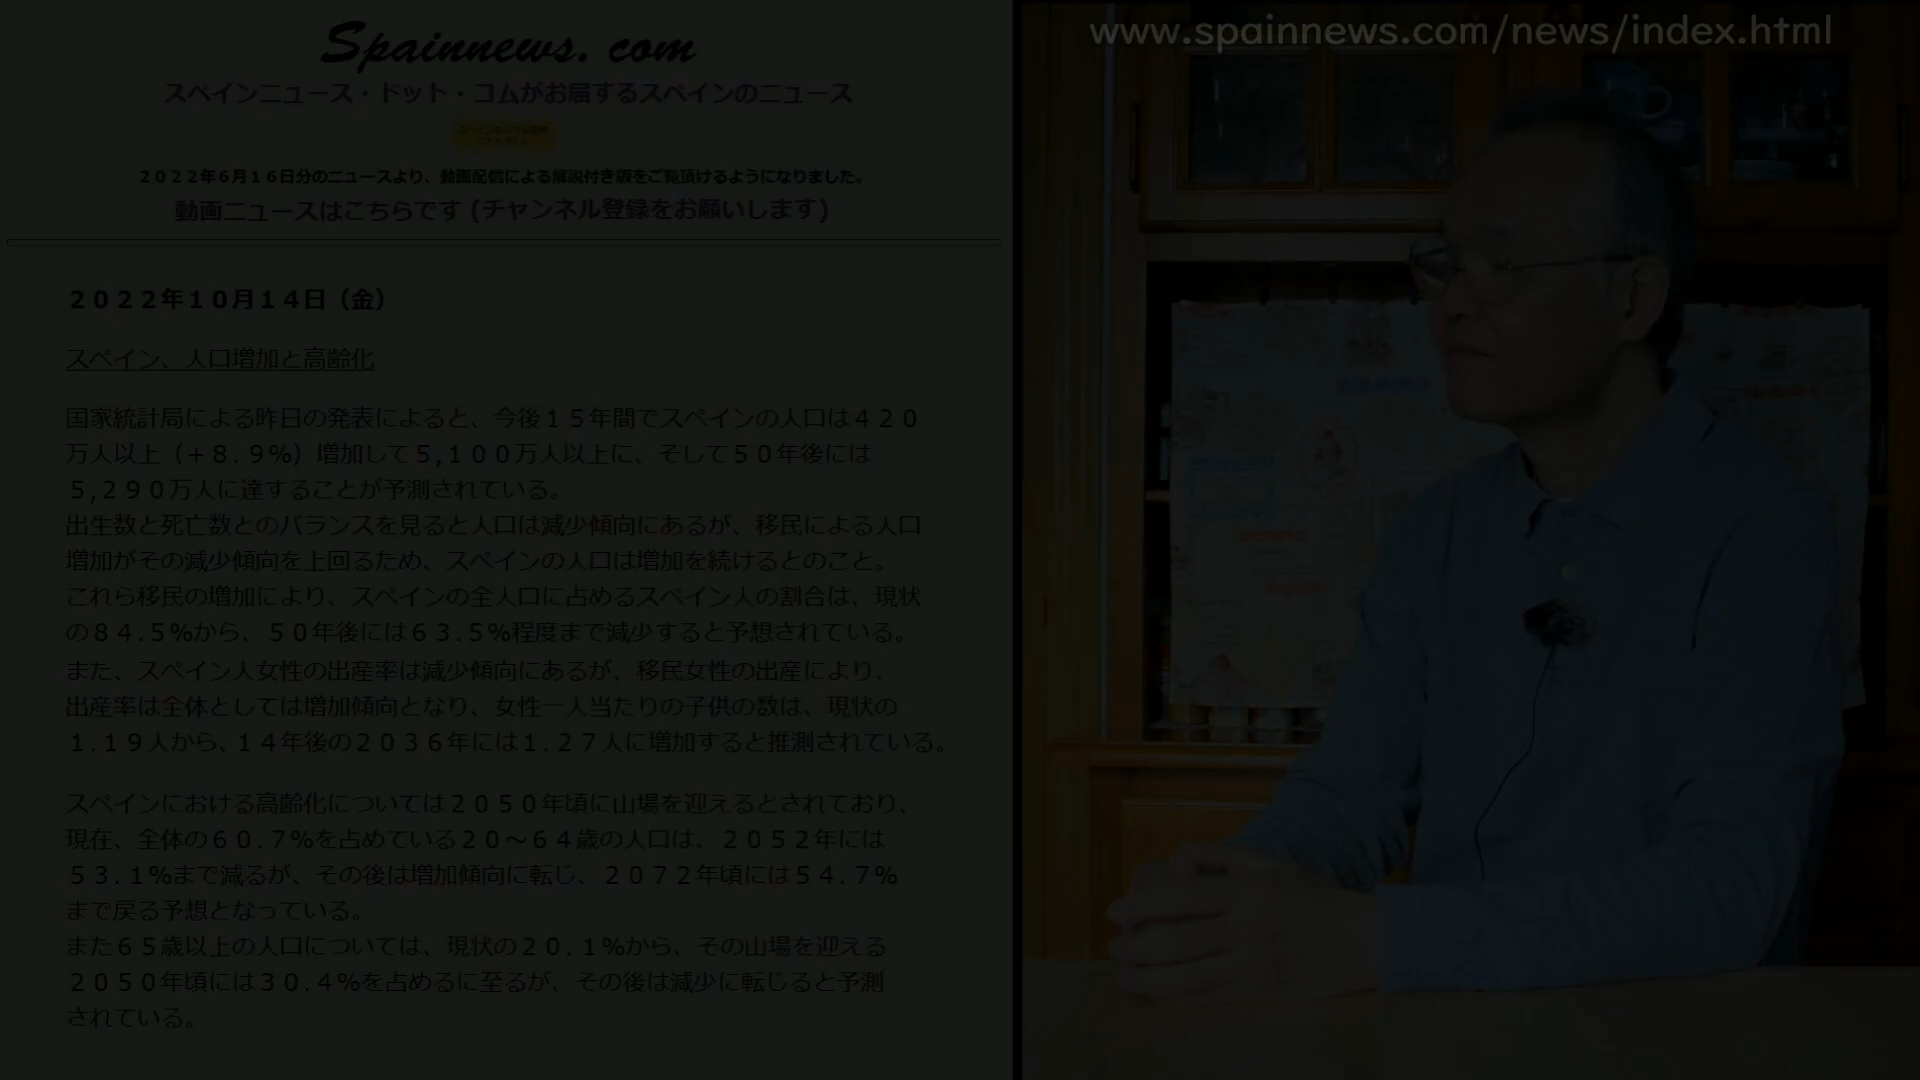 Spainnews. com
www.spainnews.com/news/index.html
スペインニュース・ドット・コムがお届するスペインのニュース
２０２２年６月１６日分のニュースより、動画配信による解説付き版をご覧頂けるようになりました。
動画ニュースはこちらです (チャンネル登録をお願いします)
２０２２年１０月１４日（金）
スペイン、人口増加と高齢化
国家統計局による昨日の発表によると、今後１５年間でスペインの人口は４２０
万人以上（＋８．９％）増加して５,１００万人以上に、そして５０年後には
５,２９０万人に達することが予測されている。
出生数と死亡数とのバランスを見ると人口は減少傾向にあるが、移民による人口
増加がその減少傾向を上回るため、スペインの人口は増加を続けるとのこと。
これら移民の増加により、スペインの全人口に占めるスペイン人の割合は、現状
の８４.５%から、５０年後には６３.５%程度まで減少すると予想されている。
また、スペイン人女性の出産率は減少傾向にあるが、移民女性の出産により、
出産率は全体としては増加傾向となり、女性一人当たりの子供の数は、現状の
１.１９人から、１４年後の２０３６年には１.２７人に増加すると推測されている。
スペインにおける高齢化については２０５０年頃に山場を迎えるとされており、
現在、全体の６０.７%を占めている２０～６４歳の人口は、２０５２年には
５３.１%まで減るが、その後は増加傾向に転じ、２０７２年頃には５４.７%
まで戻る予想となっている。
また６５歳以上の人口については、現状の２０.１%から、その山場を迎える
２０５０年頃には３０.４%を占めるに至るが、その後は減少に転じると予測
されている。